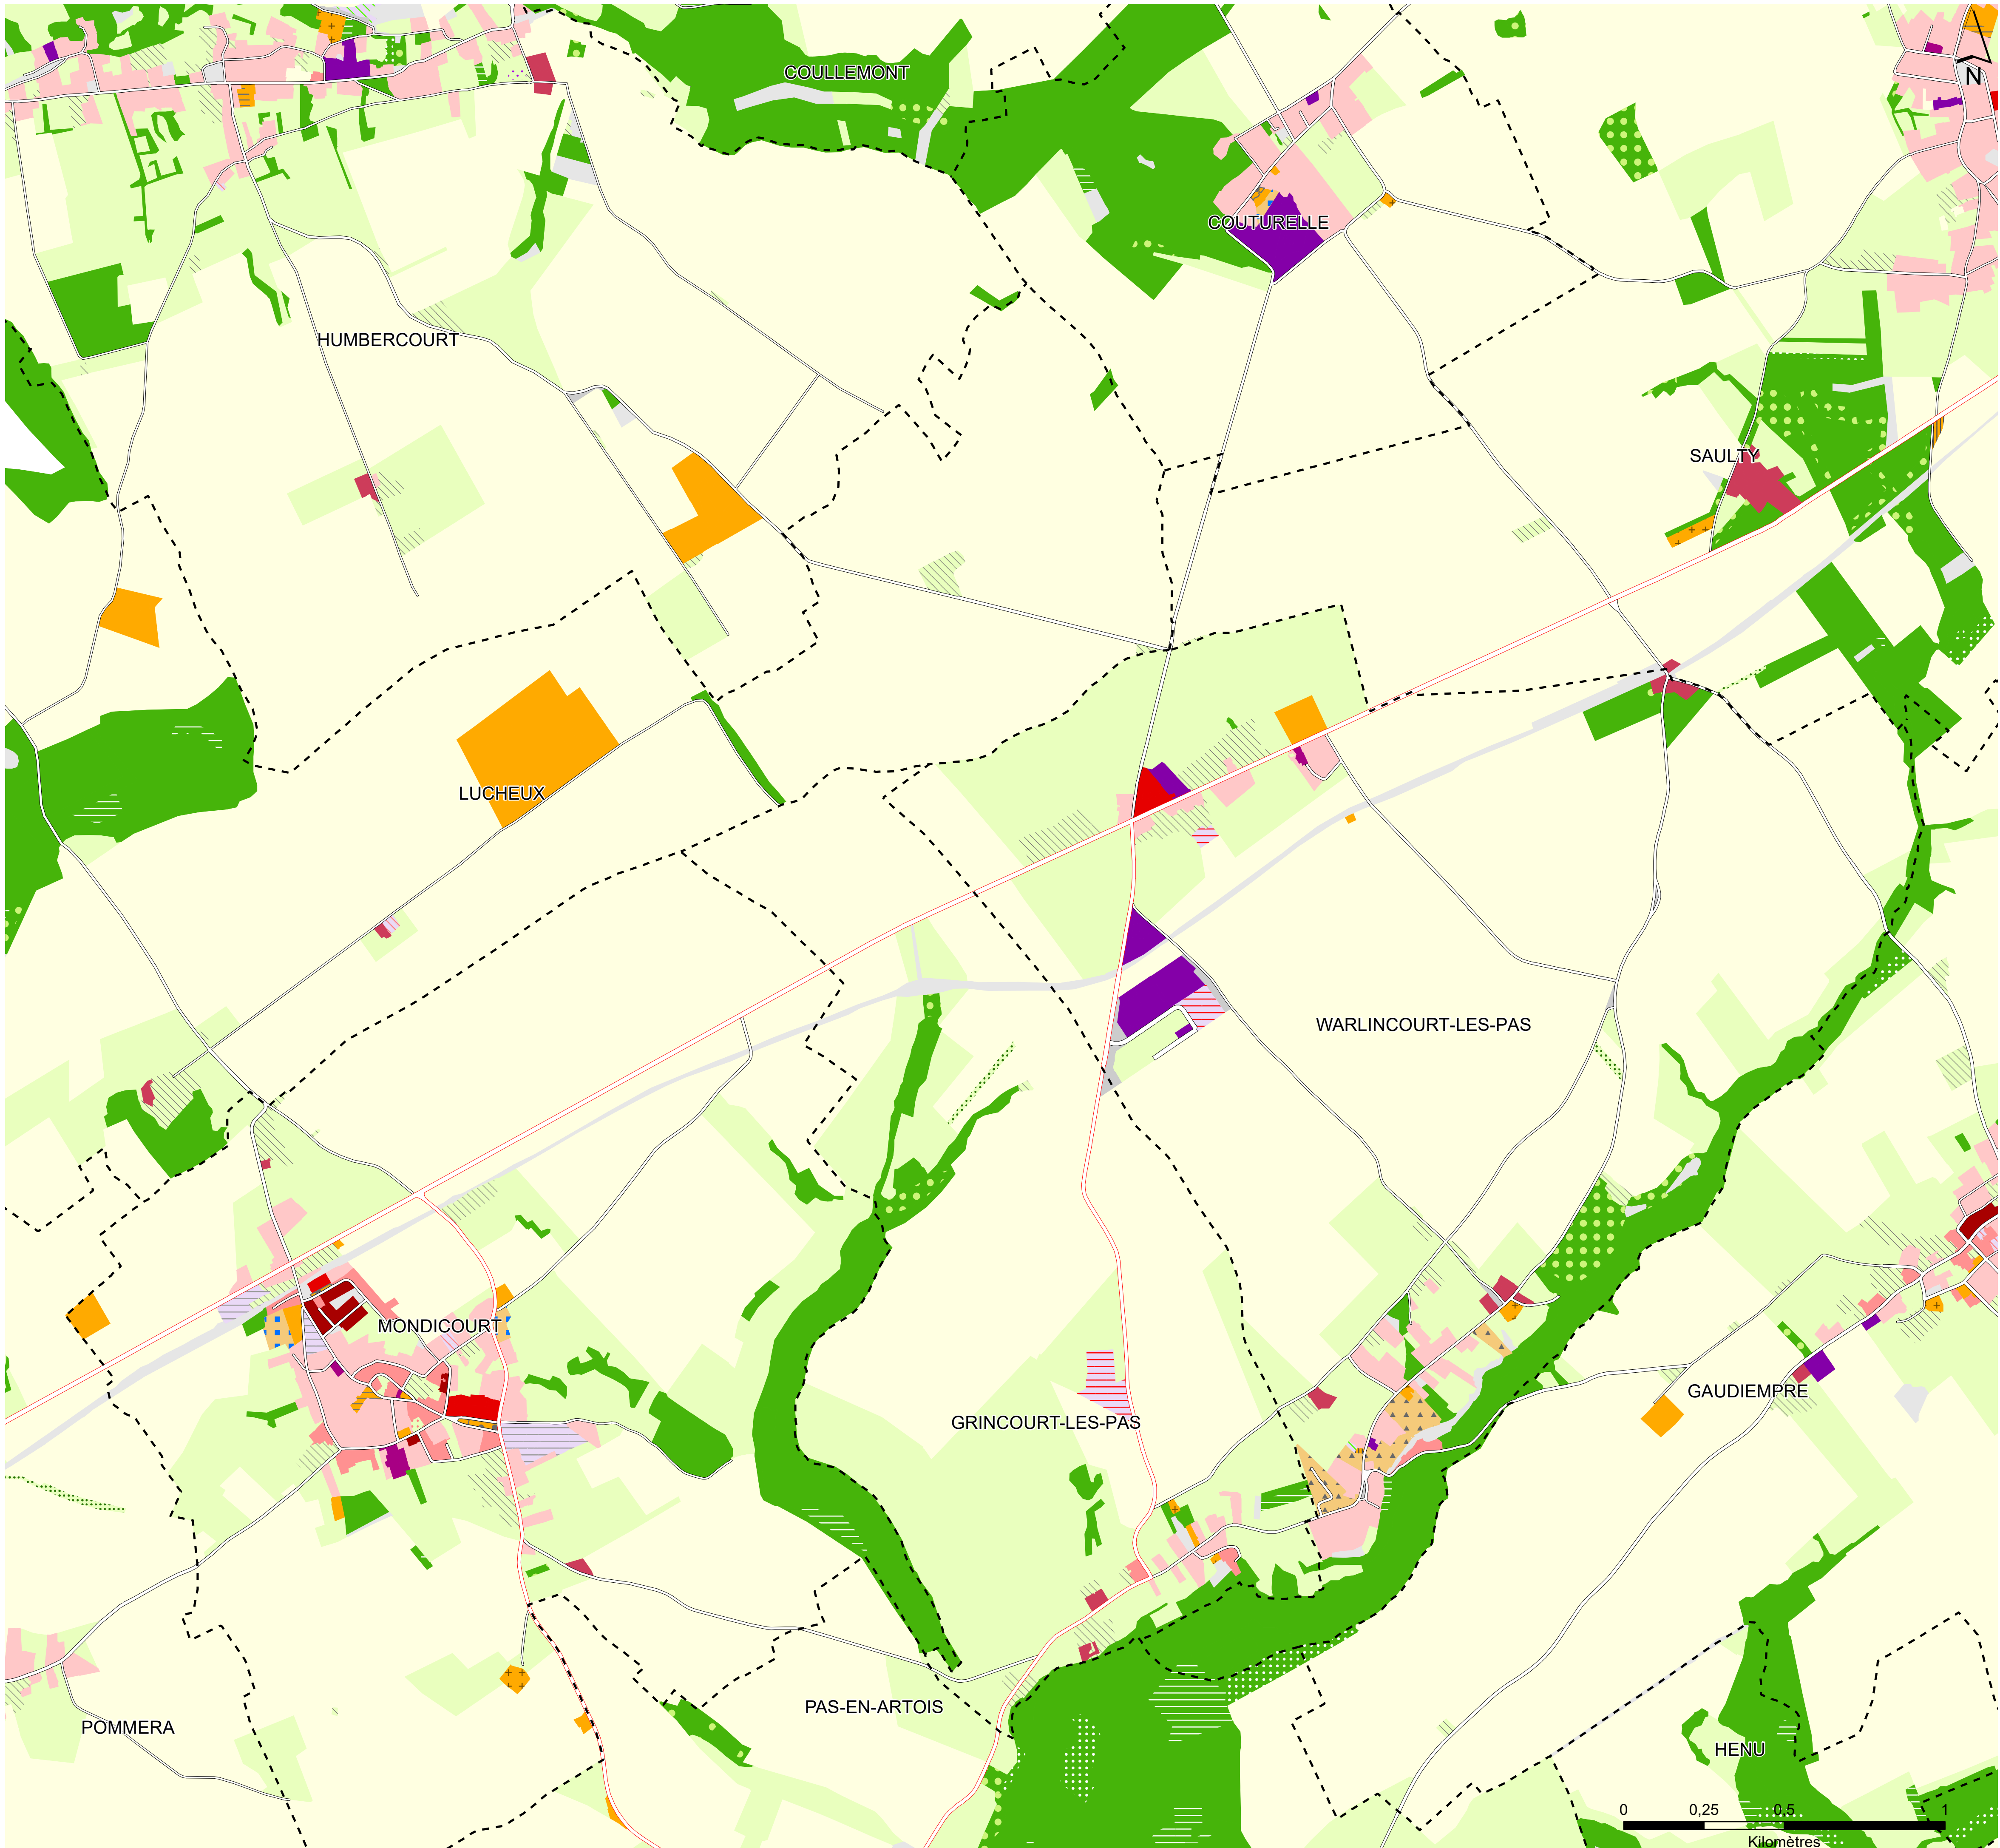 COULLEMONT
N
COUTURELLE
HUMBERCOURT
SAULTY
LUCHEUX
WARLINCOURT-LES-PAS
MONDICOURT
GAUDIEMPRE
GRINCOURT-LES-PAS
PAS-EN-ARTOIS
POMMERA
HENU
0 0,25 0,5 1
Kilomètres